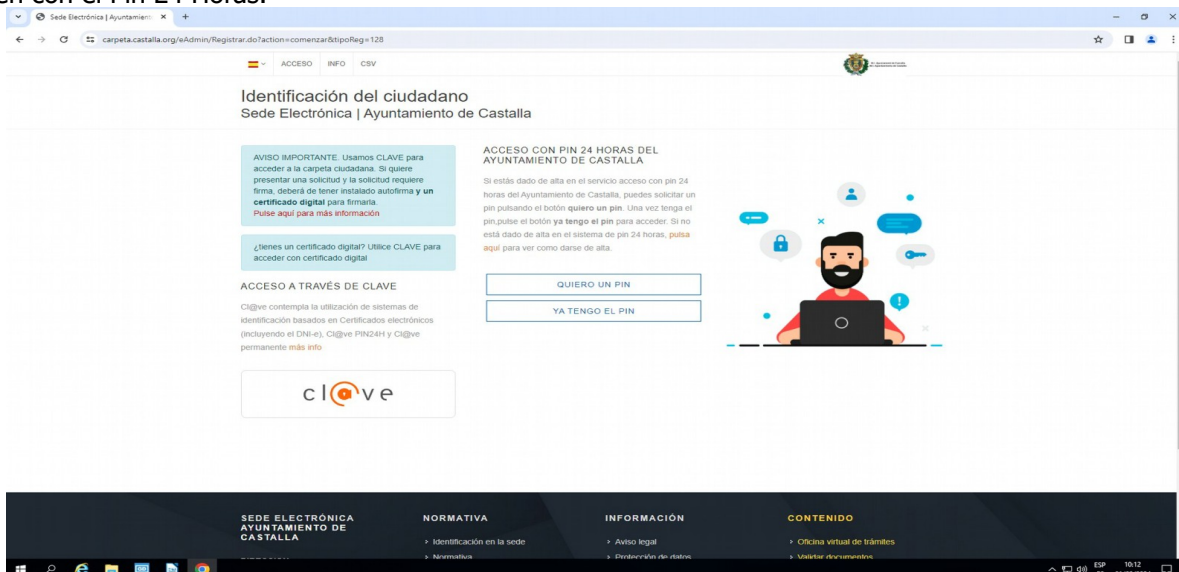 con el Pin 24 Horas.
Sede Electrónica | Ayuntamien
carpeta.castalla.org/eAdmin/Registrar.do?action=comenzar&tipoReg=128
ACCESO INFO CSV
Identificación del ciudadano
Sede Electrónica | Ayuntamiento de Castalla
AVISO IMPORTANTE. Usamos CLAVE para
acceder a la carpeta ciudadana. Si quiere
presentar una solicitud y la solicitud requiere
firma, deberá de tener instalado autofirma y un
certificado digital para firmarla.
Pulse aquí para más información
¿tienes un certificado digital? Utilice CLAVE para
acceder con certificado digital
ACCESO A TRAVÉS DE CLAVE
Cl@ve contempla la utilización de sistemas de
identificación basados en Certificados electrónicos
(incluyendo el DNI-e), Cl@ve PIN24H y Cl@ve
permanente más info
cl@ve
ACCESO CON PIN 24 HORAS DEL
AYUNTAMIENTO DE CASTALLA
Si estás dado de alta en el servicio acceso con pin 24
horas del Ayuntamiento de Castalla, puedes solicitar un
pin pulsando el botón quiero un pin. Una vez tenga el
pin,pulse el botón ya tengo el pin para acceder. Si no
está dado de alta en el sistema de pin 24 horas, pulsa
aquí para ver como darse de alta.
QUIERO UN PIN
YA TENGO EL PIN
SEDE ELECTRÓNICA
AYUNTAMIENTO DE
CASTALLA
NORMATIVA
> Identificación en la sede
> Normativa
INFORMACIÓN
> Aviso legal
> Protección de datos
CONTENIDO
> Oficina virtual de trámites
> Validar documentos
ESP 10:12